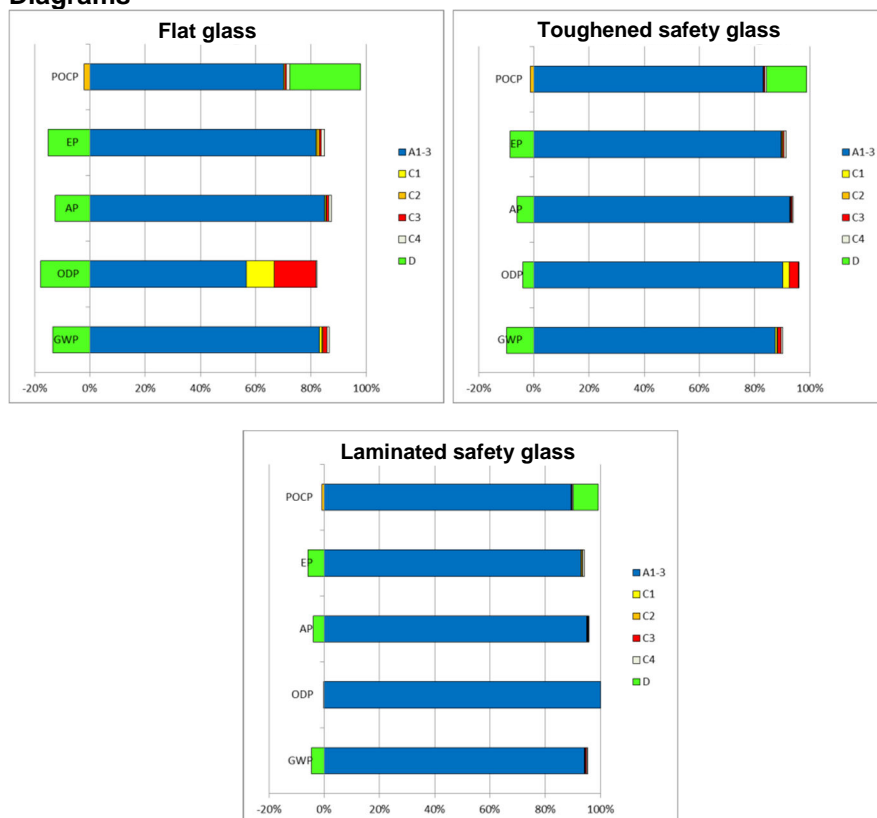 Diagrams
Flat glass
POCP
EP
AP
ODP
GWP
-20% 0% 20% 40% 60% 80% 100%
A1-3
C1
C2
C3
C4
D
Toughened safety glass
POCP
EP
AP
ODP
GWP
-20% 0% 20% 40% 60% 80% 100%
A1-3
C1
C2
C3
C4
D
Laminated safety glass
POCP
EP
AP
ODP
GWP
-20% 0% 20% 40% 60% 80% 100%
A1-3
C1
C2
C3
C4
D